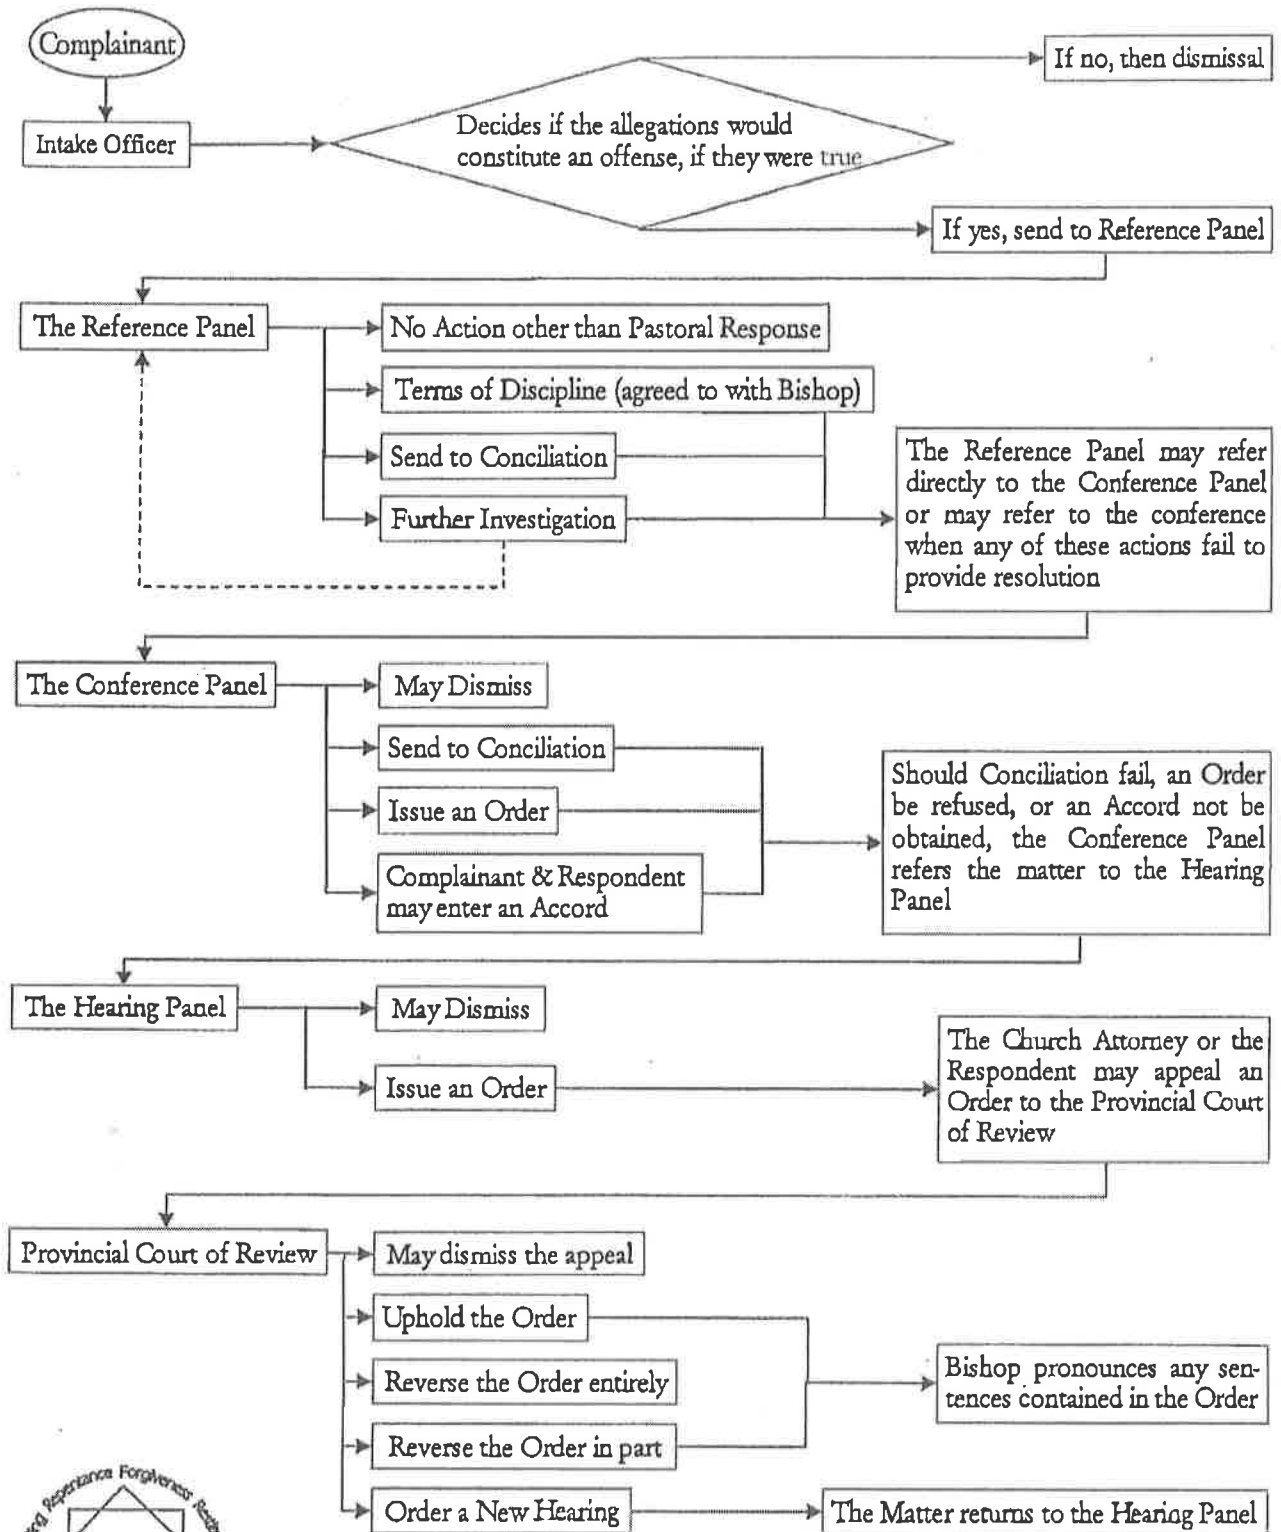 Complainant
If no, then dismissal
Intake Officer
Decides if the allegations would
constitute an offense, if they were true
If yes, send to Reference Panel
The Reference Panel
No Action other than Pastoral Response
Terms of Discipline (agreed to with Bishop)
Send to Conciliation
Further Investigation
The Reference Panel may refer
directly to the Conference Panel
or may refer to the conference
when any of these actions fail to
provide resolution
The Conference Panel
May Dismiss
Send to Conciliation
Issue an Order
Complainant & Respondent
may enter an Accord
Should Conciliation fail, an Order
be refused, or an Accord not be
obtained, the Conference Panel
refers the matter to the Hearing
Panel
The Hearing Panel
May Dismiss
Issue an Order
The Church Attorney or the
Respondent may appeal an
Order to the Provincial Court
of Review
Provincial Court of Review
May dismiss the appeal
Uphold the Order
Reverse the Order entirely
Reverse the Order in part
Bishop pronounces any sen-
tences contained in the Order
Order a New Hearing
The Matter returns to the Hearing Panel
Repentance Forgiveness